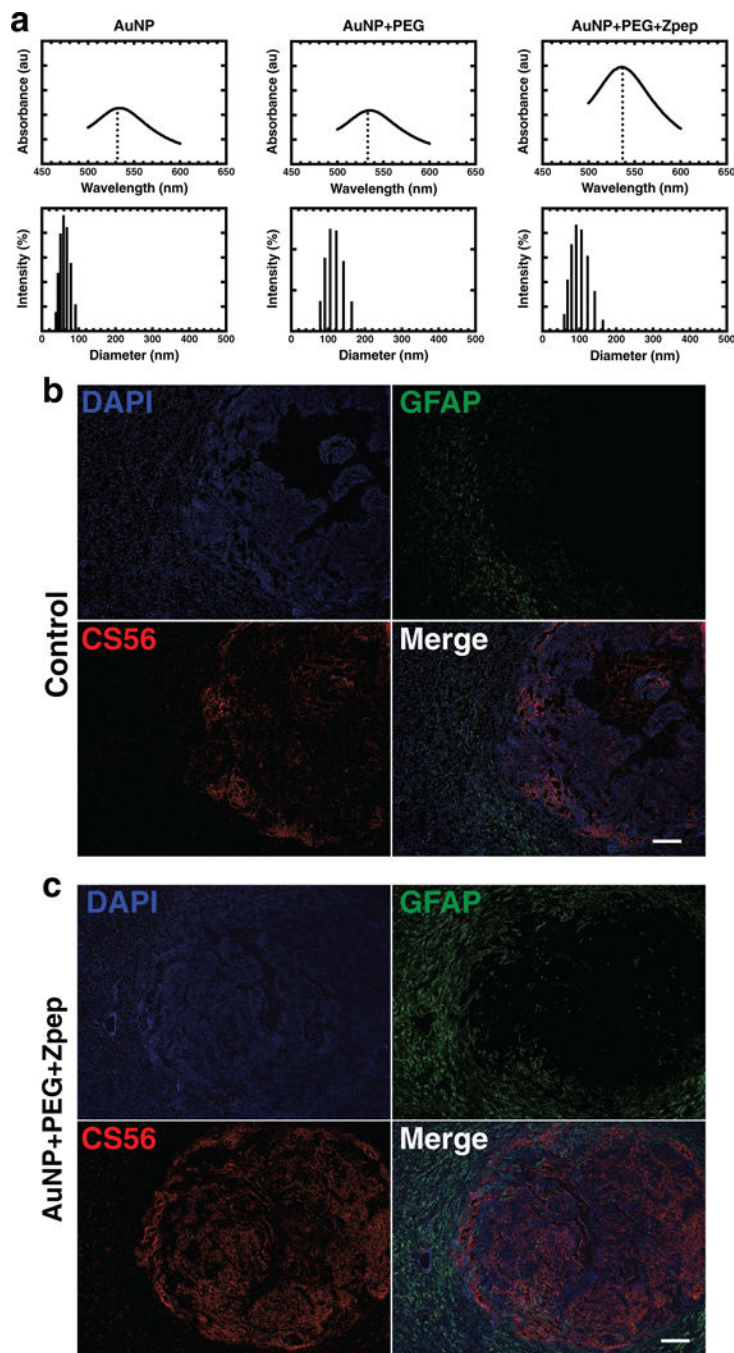 a
AuNP
AuNP+PEG
AuNP+PEG+Zpep
Absorbance (au)
Absorbance (au)
Absorbance (au)
450 500 550 600 650
450 500 550 600 650
450 500 550 600 650
Wavelength (nm)
Wavelength (nm)
Wavelength (nm)
Intensity (%)
Intensity (%)
Intensity (%)
0 100 200 300 400 500
0 100 200 300 400 500
0 100 200 300 400 500
Diameter (nm)
Diameter (nm)
Diameter (nm)
b
Control
DAPI
GFAP
CS56
Merge
c
AuNP+PEG+Zpep
DAPI
GFAP
CS56
Merge